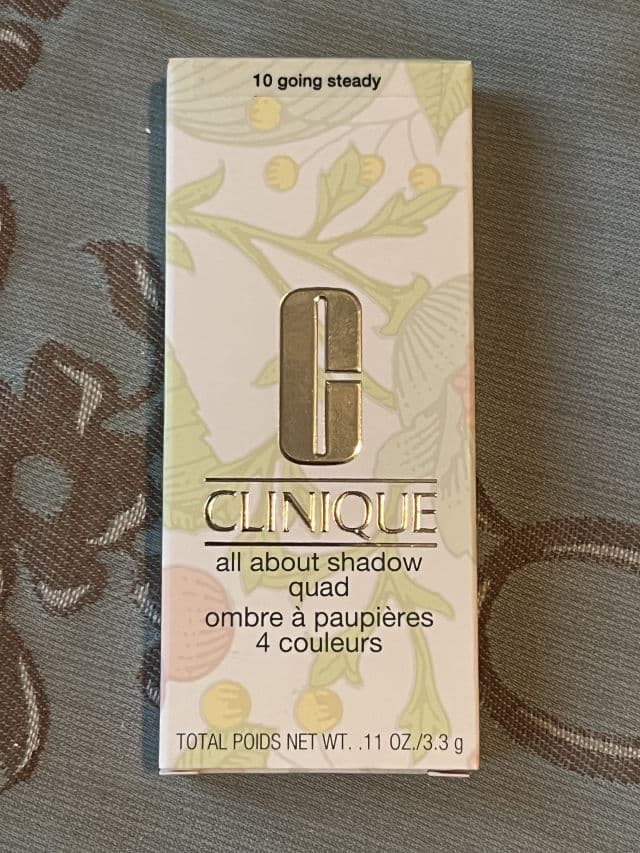 10 going steady
C
CLINIQUE
all about shadow
quad
ombre à paupières
4 couleurs
TOTAL POIDS NET WT. .11 OZ./3.3 g